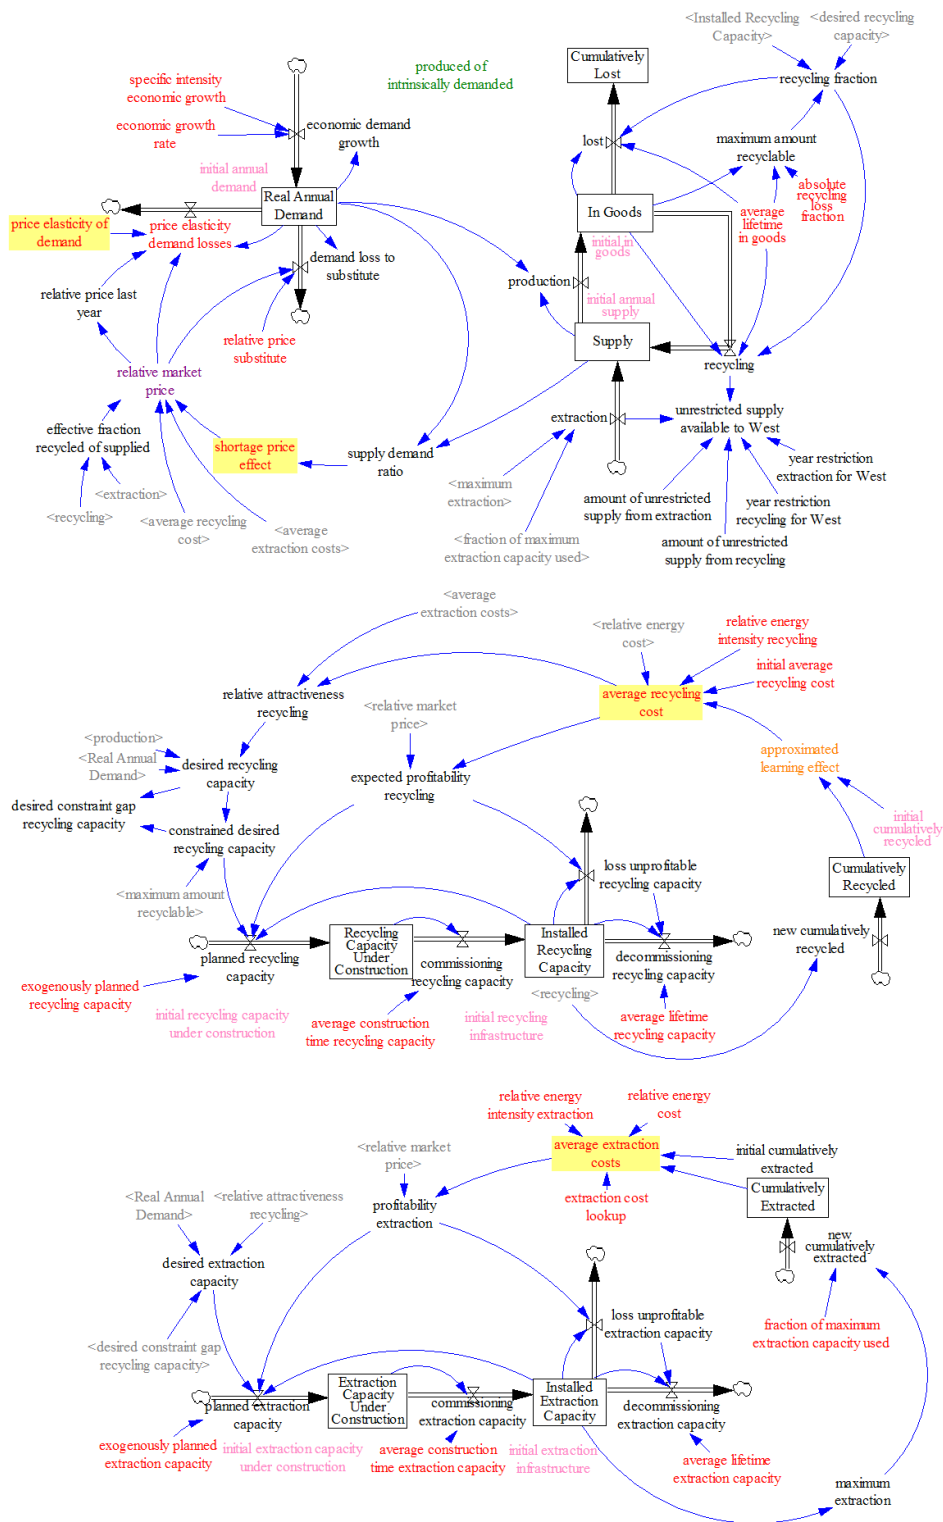 <Installed Recycling
Capacity>
<desired recycling
capacity>
Cumulatively
Lost
specific intensity
economic growth
produced of
intrinsically demanded
recycling fraction
economic growth
rate
economic demand
growth
lost
maximum amount
recyclable
initial annual
demand
Real Annual
Demand
In Goods
average
lifetime
in goods
absolute
recycling
loss
fraction
price elasticity of
demand
price elasticity
demand losses
demand loss to
substitute
initial in
goods
relative price last
year
production
initial annual
supply
relative price
substitute
Supply
relative market
price
recycling
effective fraction
recycled of supplied
extraction
unrestricted supply
available to West
shortage price
effect
supply demand
ratio
year restriction
extraction for West
<maximum
extraction>
<extraction>
<recycling>
<average recycling
cost>
<average
extraction costs>
amount of unrestricted
supply from extraction
year restriction
recycling for West
<fraction of maximum
extraction capacity used>
amount of unrestricted
supply from recycling
<average
extraction costs>
<relative energy
cost>
relative energy
intensity recycling
initial average
recycling cost
relative attractiveness
recycling
average recycling
cost
<relative market
price>
<production>
<Real Annual
Demand>
desired recycling
capacity
expected profitability
recycling
approximated
learning effect
desired constraint gap
recycling capacity
constrained desired
recycling capacity
initial
cumulatively
recycled
loss unprofitable
recycling capacity
Cumulatively
Recycled
<maximum amount
recyclable>
planned recycling
capacity
Recycling
Capacity
Under
Construction
commissioning
recycling capacity
Installed
Recycling
Capacity
decommissioning
recycling capacity
new cumulatively
recycled
exogenously planned
recycling capacity
<recycling>
initial recycling capacity
under construction
average construction
time recycling capacity
initial recycling
infrastructure
average lifetime
recycling capacity
relative energy
intensity extraction
relative energy
cost
<relative market
price>
average extraction
costs
initial cumulatively
extracted
Cumulatively
Extracted
<Real Annual
Demand>
<relative attractiveness
recycling>
profitability
extraction
extraction cost
lookup
new
cumulatively
extracted
desired extraction
capacity
loss unprofitable
extraction capacity
fraction of maximum
extraction capacity used
<desired constraint gap
recycling capacity>
planned extraction
capacity
Extraction
Capacity
Under
Construction
commissioning
extraction capacity
Installed
Extraction
Capacity
decommissioning
extraction capacity
exogenously planned
extraction capacity
initial extraction capacity
under construction
average construction
time extraction capacity
initial extraction
infrastructure
average lifetime
extraction capacity
maximum
extraction